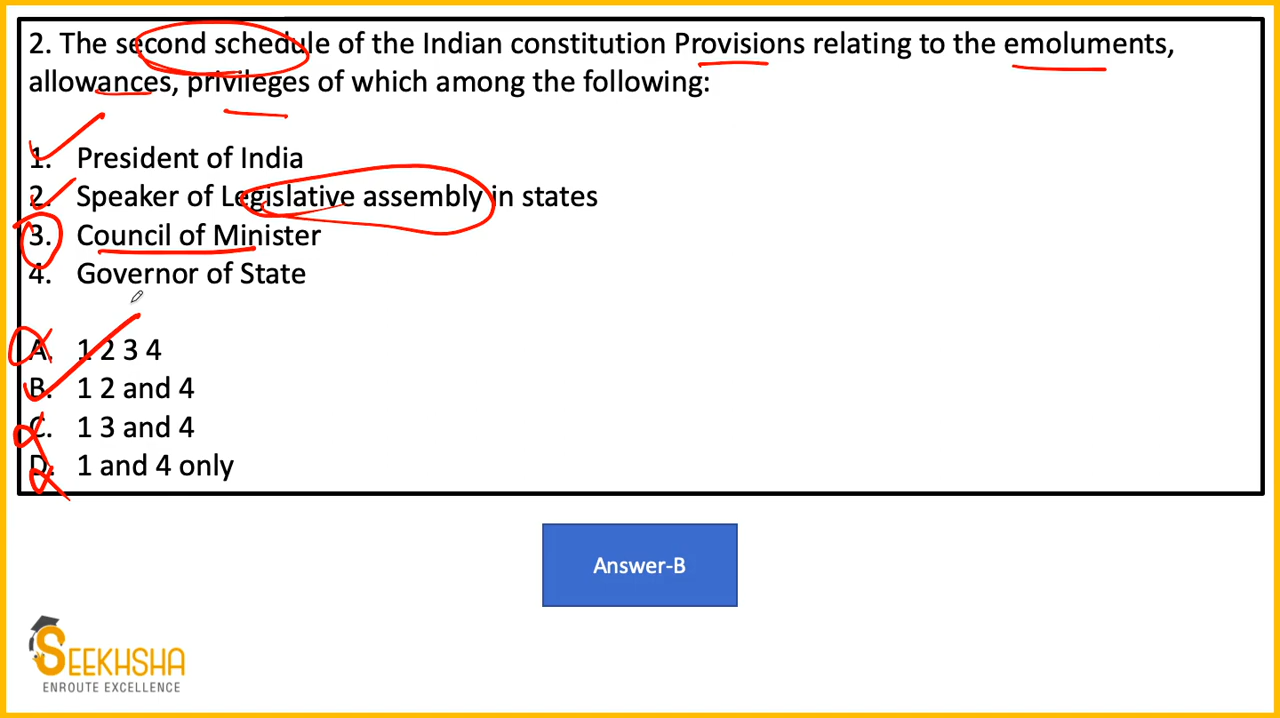 2. The second schedule of the Indian constitution Provisions relating to the emoluments,
allowances, privileges of which among the following:
1. President of India
2. Speaker of Legislative assembly in states
3. Council of Minister
4. Governor of State
A. 1 2 3 4
B. 1 2 and 4
C. 1 3 and 4
D. 1 and 4 only
Answer-B
SEEKHSHA
ENROUTE EXCELLENCE